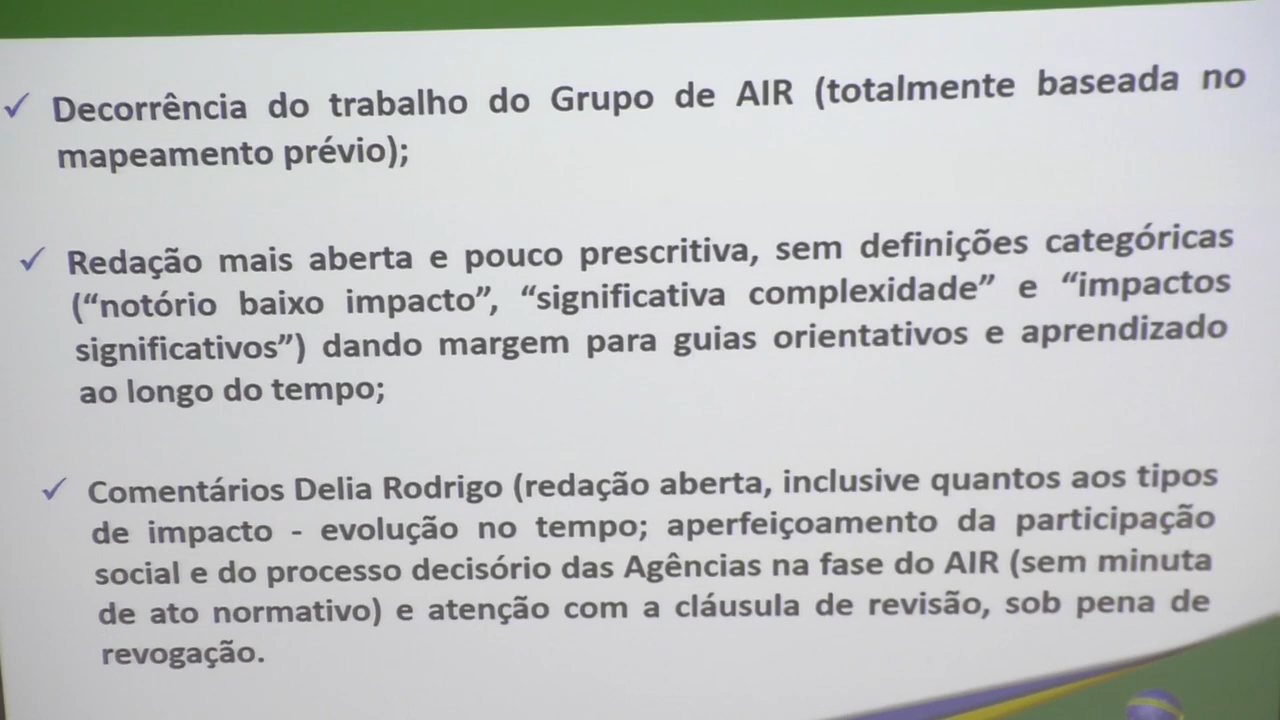 ✓ Decorrência do trabalho do Grupo de AIR (totalmente baseada no
mapeamento prévio);
✓ Redação mais aberta e pouco prescritiva, sem definições categóricas
(“notório baixo impacto”, “significativa complexidade” e “impactos
significativos”) dando margem para guias orientativos e aprendizado
ao longo do tempo;
✓ Comentários Delia Rodrigo (redação aberta, inclusive quantos aos tipos
de impacto - evolução no tempo; aperfeiçoamento da participação
social e do processo decisório das Agências na fase do AIR (sem minuta
de ato normativo) e atenção com a cláusula de revisão, sob pena de
revogação.